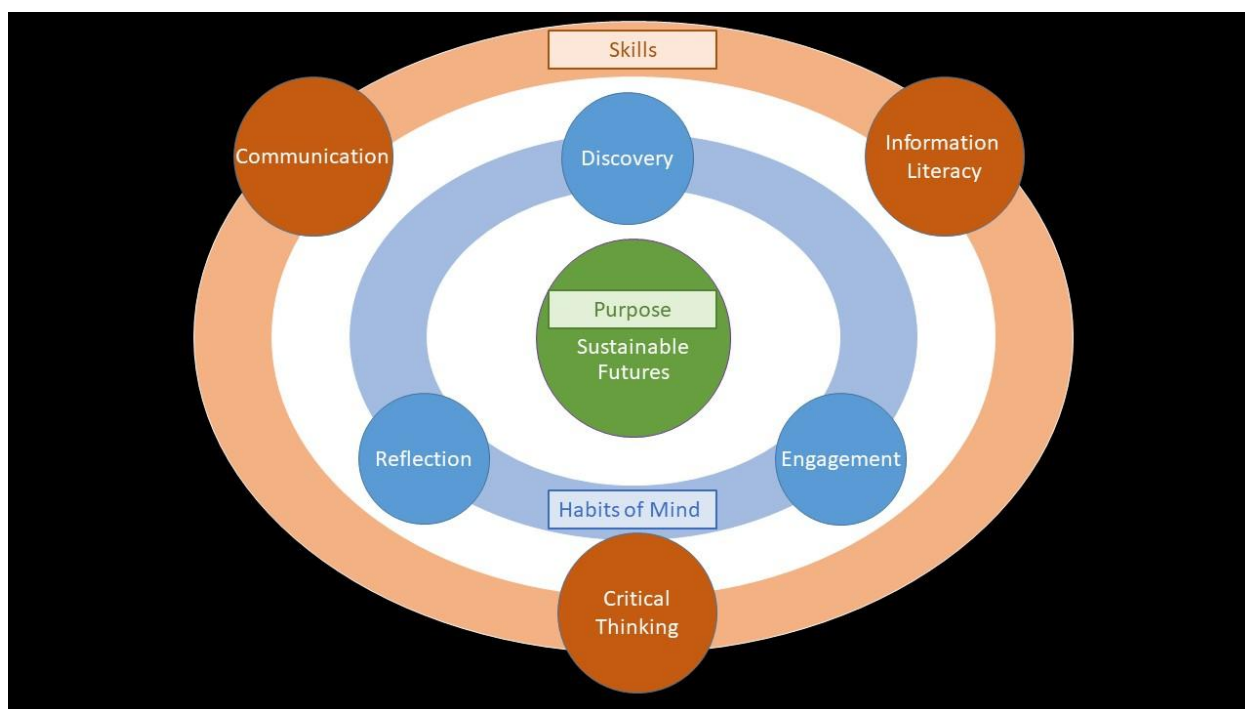 Skills
Communication
Discovery
Information
Literacy
Purpose
Sustainable
Futures
Reflection
Engagement
Habits of Mind
Critical
Thinking